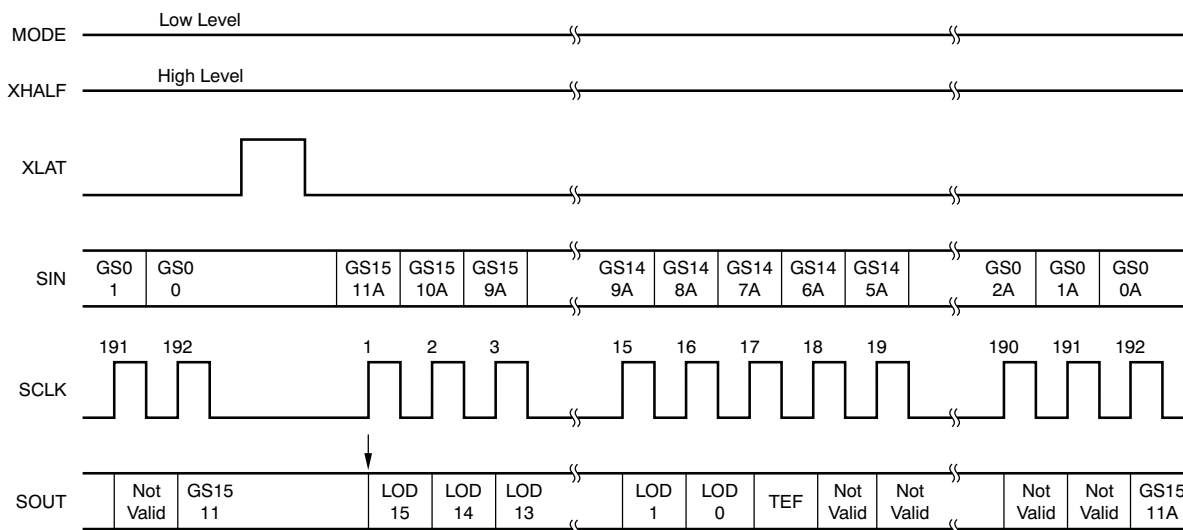 MODE Low Level
XHALF High Level
XLAT
SIN
GS0 GS0 GS15 GS15 GS15 GS14 GS14 GS14 GS14 GS14 GS0 GS0 GS0
1 0 11A 10A 9A 9A 8A 7A 6A 5A 2A 1A 0A
191 192 1 2 3 15 16 17 18 19 190 191 192
SCLK
SOUT
Not GS15 LOD LOD LOD LOD LOD TEF Not Not Not Not GS15
Valid 11 15 14 13 1 0 Valid Valid Valid Valid 11A